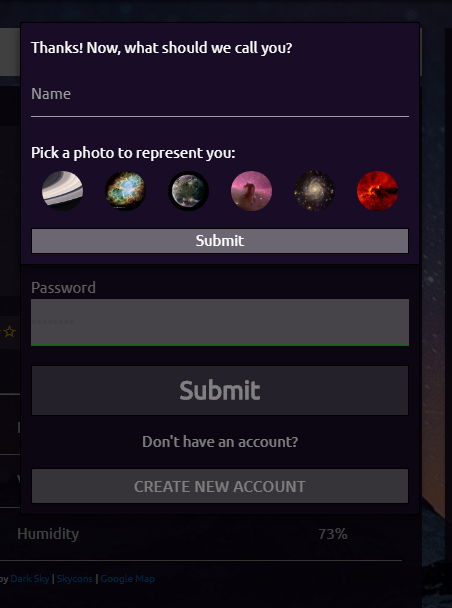 Thanks! Now, what should we call you?
Name
Pick a photo to represent you:
Submit
Password
Submit
Don't have an account?
CREATE NEW ACCOUNT
Humidity 73%
by Dark Sky | Skycons | Google Map